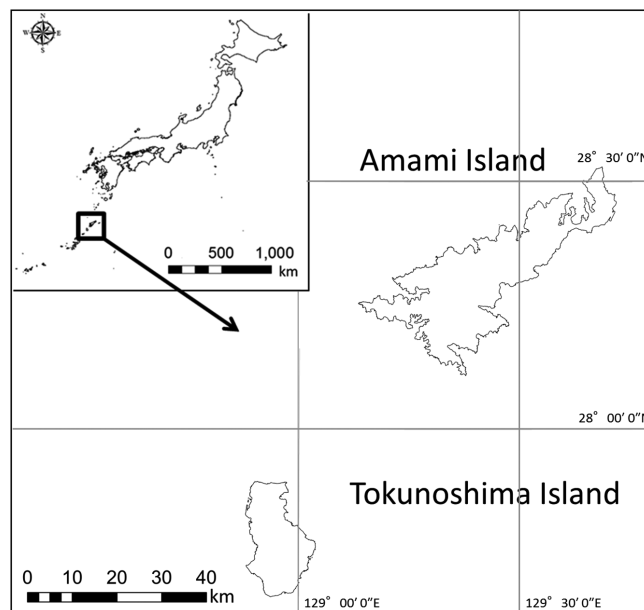 N
W E
S
0 500 1,000
km
Amami Island
28° 30′ 0″N
28° 00′ 0″N
Tokunoshima Island
0 10 20 30 40
km
129° 00′ 0″E
129° 30′ 0″E